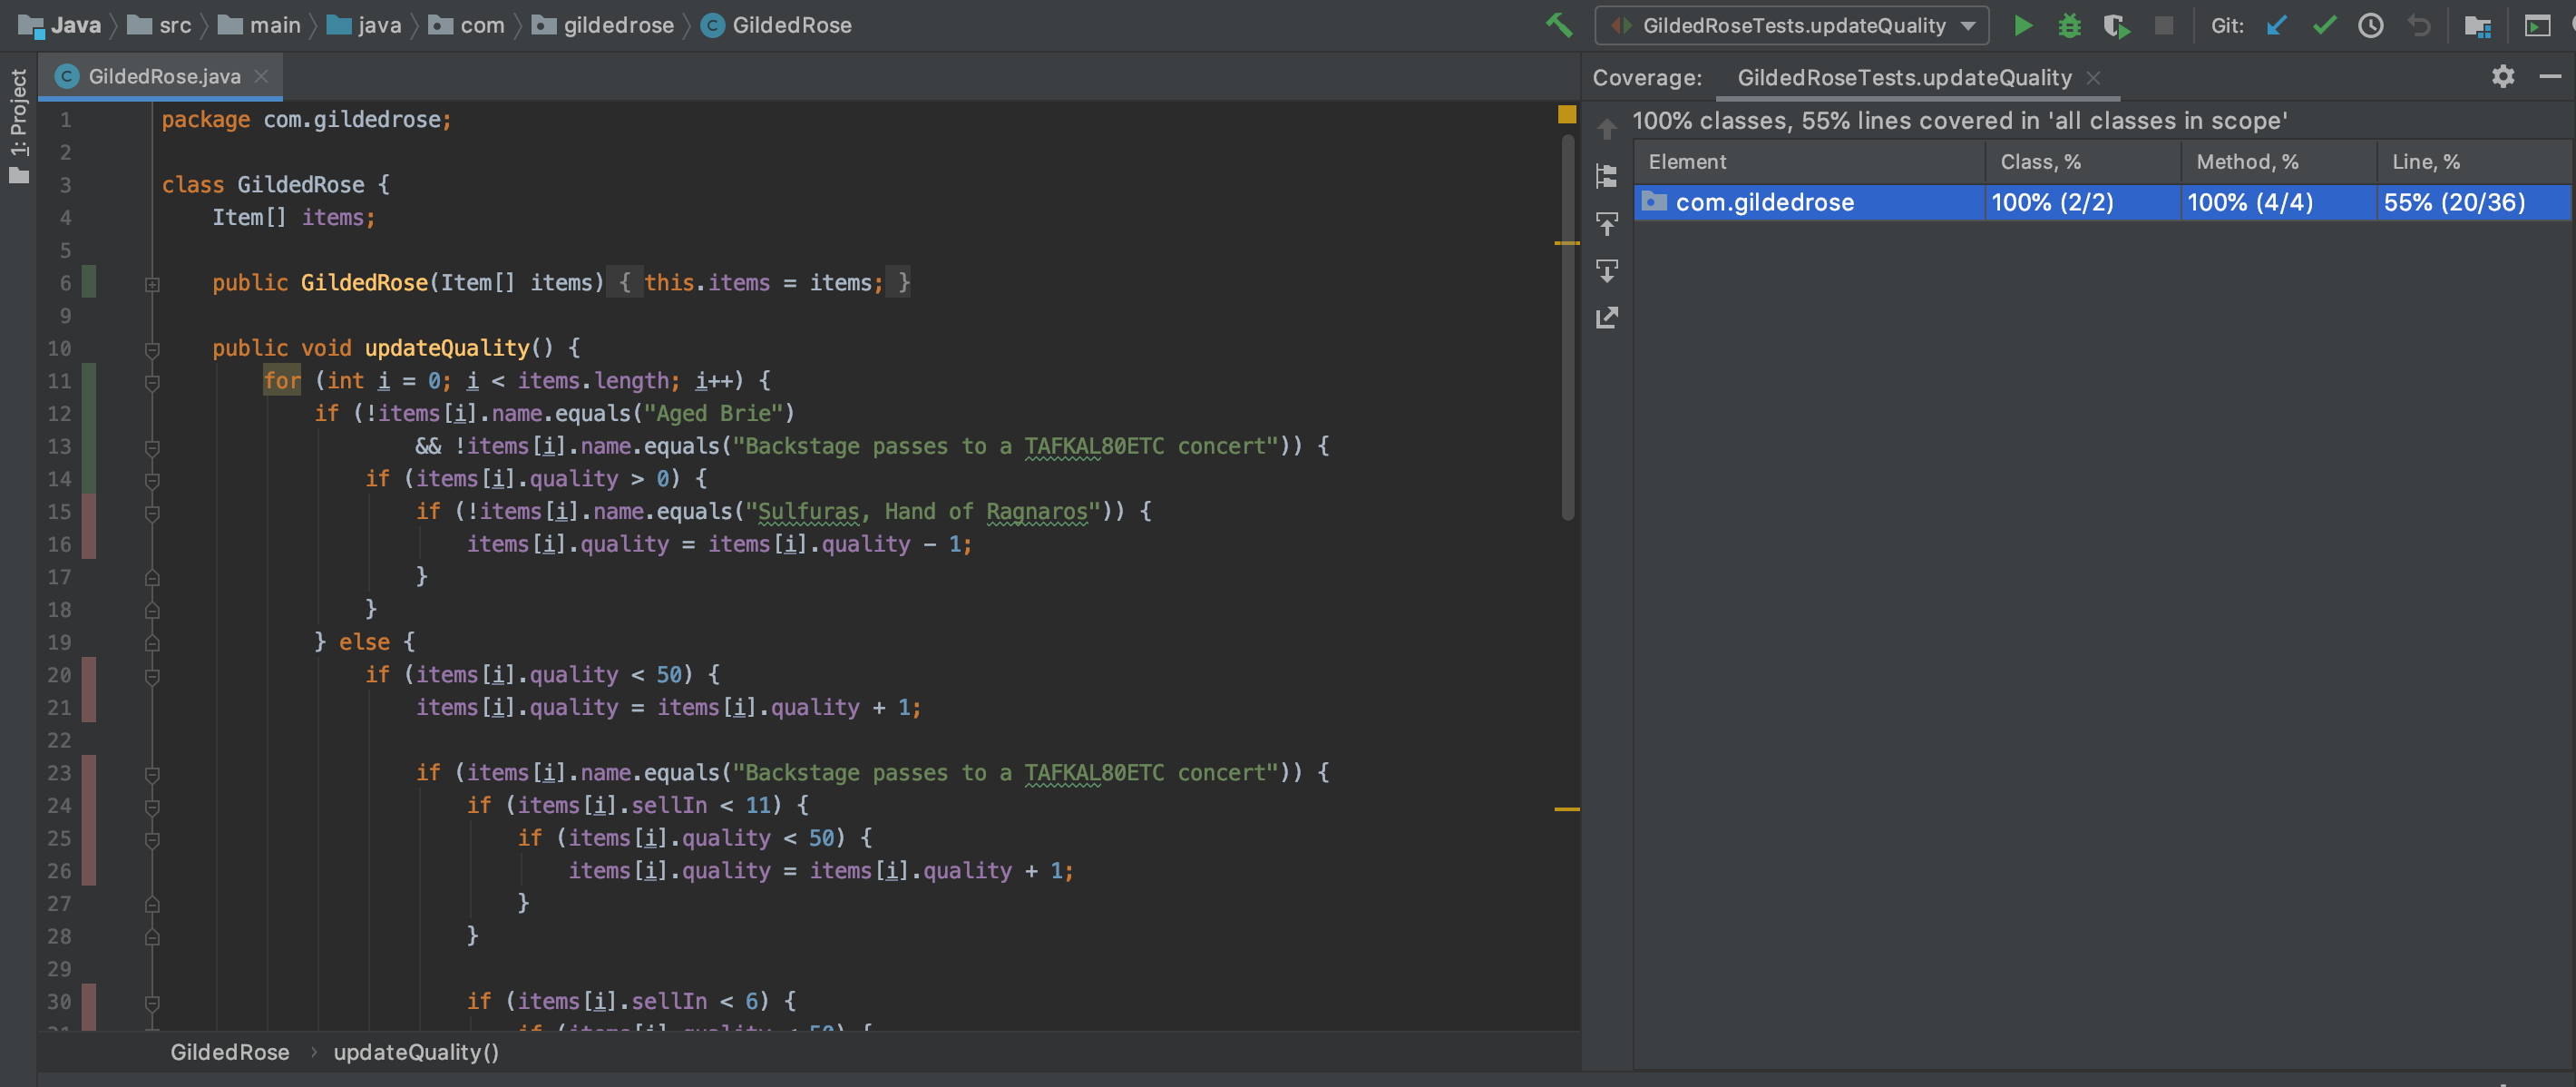 Java src main java com gildedrose GildedRose GildedRoseTests.updateQuality Git:
1: Project
GildedRose.java
1 package com.gildedrose;
2
3 class GildedRose {
4 Item[] items;
5
6 public GildedRose(Item[] items) { this.items = items; }
9
10 public void updateQuality() {
11 for (int i = 0; i < items.length; i++) {
12 if (!items[i].name.equals("Aged Brie")
13 && !items[i].name.equals("Backstage passes to a TAFKAL80ETC concert")) {
14 if (items[i].quality > 0) {
15 if (!items[i].name.equals("Sulfuras, Hand of Ragnaros")) {
16 items[i].quality = items[i].quality - 1;
17 }
18 }
19 } else {
20 if (items[i].quality < 50) {
21 items[i].quality = items[i].quality + 1;
22
23 if (items[i].name.equals("Backstage passes to a TAFKAL80ETC concert")) {
24 if (items[i].sellIn < 11) {
25 if (items[i].quality < 50) {
26 items[i].quality = items[i].quality + 1;
27 }
28 }
29
30 if (items[i].sellIn < 6) {
31 if (items[i].quality < 50) {
GildedRose > updateQuality()
Coverage: GildedRoseTests.updateQuality
100% classes, 55% lines covered in 'all classes in scope'
Element Class, % Method, % Line, %
com.gildedrose 100% (2/2) 100% (4/4) 55% (20/36)